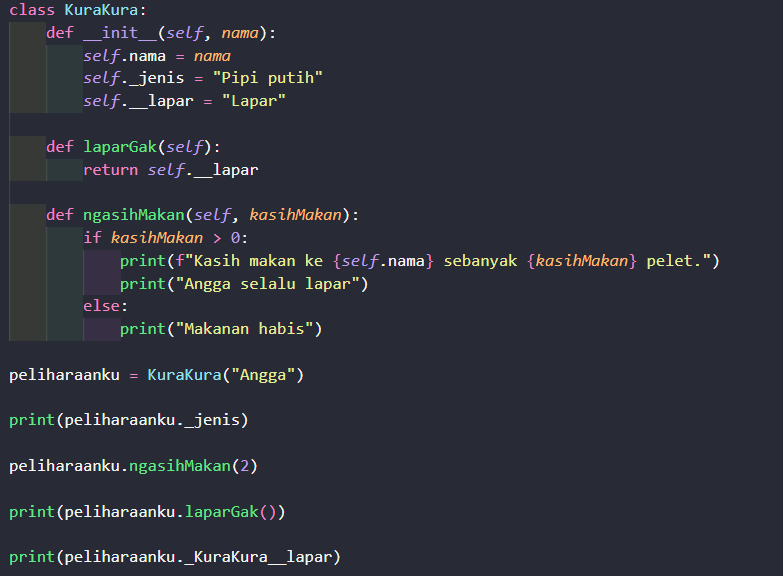 class KuraKura:
    def __init__(self, nama):
        self.nama = nama
        self._jenis = "Pipi putih"
        self.__lapar = "Lapar"

    def laparGak(self):
        return self.__lapar

    def ngasihMakan(self, kasihMakan):
        if kasihMakan > 0:
            print(f"Kasih makan ke {self.nama} sebanyak {kasihMakan} pelet.")
            print("Angga selalu lapar")
        else:
            print("Makanan habis")

peliharaanku = KuraKura("Angga")

print(peliharaanku._jenis)

peliharaanku.ngasihMakan(2)

print(peliharaanku.laparGak())

print(peliharaanku._KuraKura__lapar)